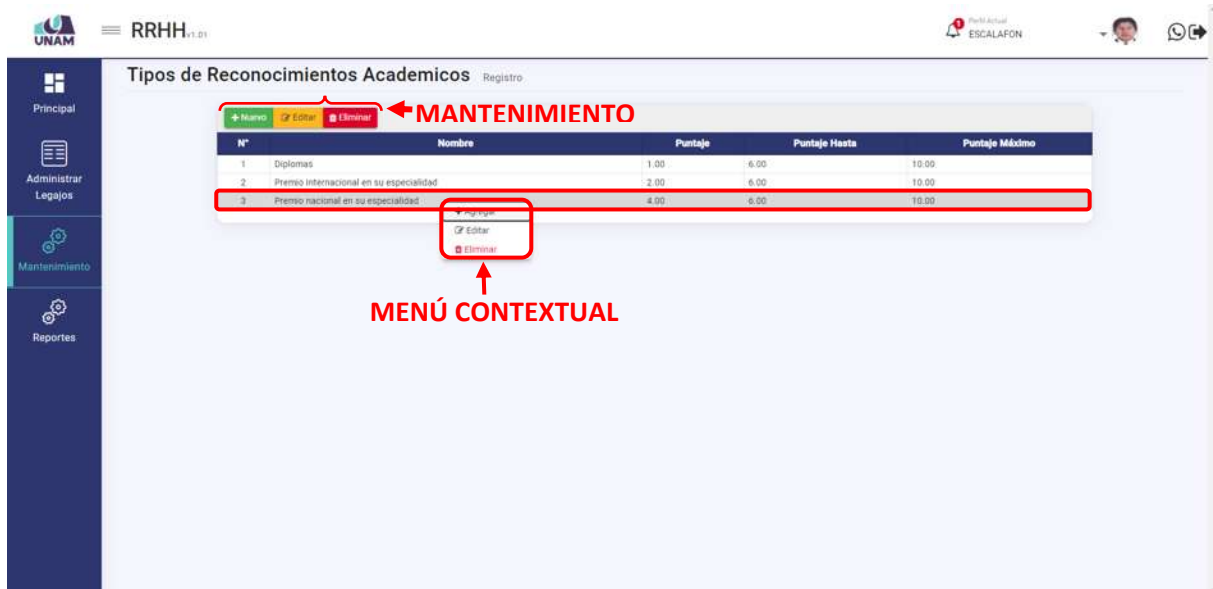 UNAM
RRHH v1.01
1
Perfil Actual
ESCALAFON
Principal
Administrar
Legajos
Mantenimiento
Reportes
Tipos de Reconocimientos Academicos Registro
Nuevo Editar Eliminar
MANTENIMIENTO
N° Nombre Puntaje Puntaje Hasta Puntaje Máximo
1 Diplomas 1.00 6.00 10.00
2 Premio Internacional en su especialidad 2.00 6.00 10.00
3 Premio nacional en su especialidad 4.00 6.00 10.00
Agregar
Editar
Eliminar
MENÚ CONTEXTUAL